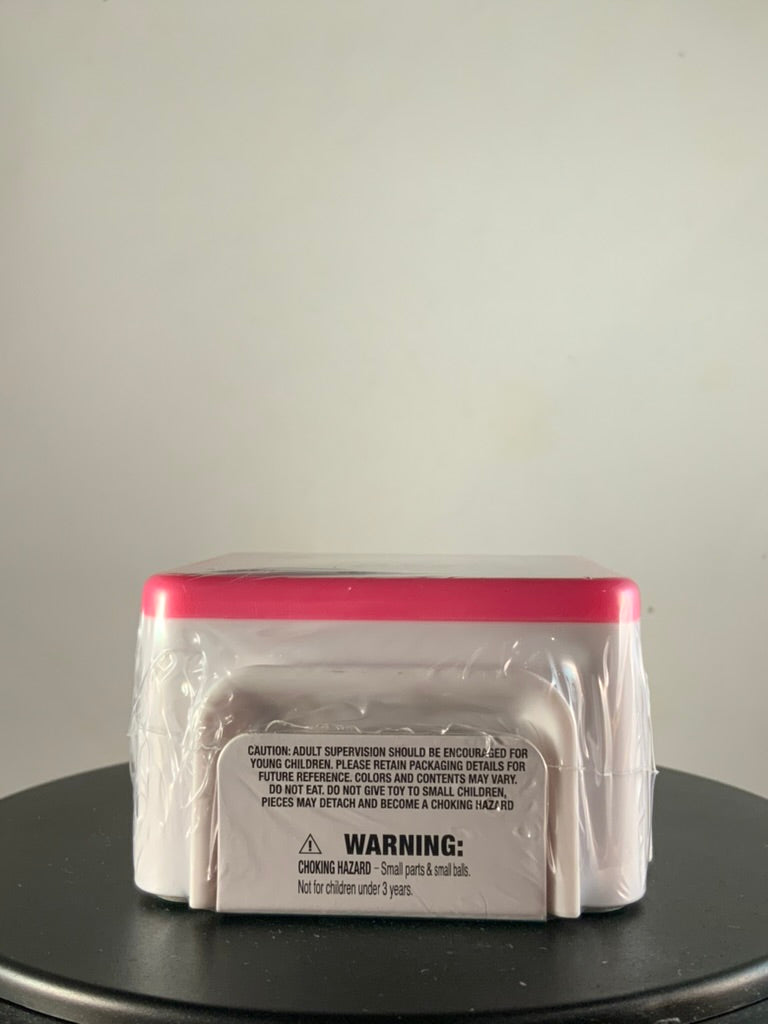 CAUTION: ADULT SUPERVISION SHOULD BE ENCOURAGED FOR
YOUNG CHILDREN. PLEASE RETAIN PACKAGING DETAILS FOR
FUTURE REFERENCE. COLORS AND CONTENTS MAY VARY.
DO NOT EAT. DO NOT GIVE TOY TO SMALL CHILDREN,
PIECES MAY DETACH AND BECOME A CHOKING HAZARD
WARNING:
CHOKING HAZARD – Small parts & small balls.
Not for children under 3 years.